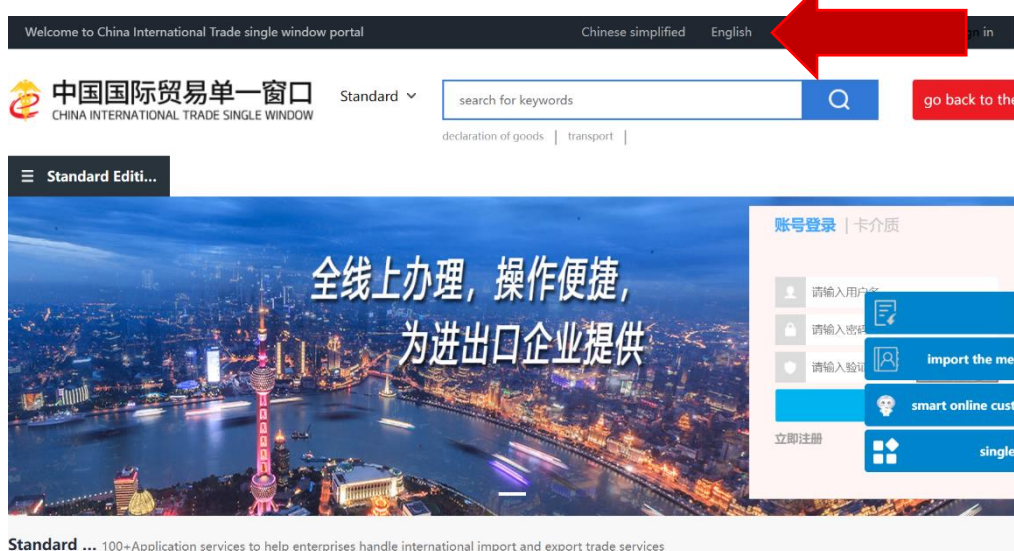 Welcome to China International Trade single window portal Chinese simplified English in
中国国际贸易单一窗口 Standard
CHINA INTERNATIONAL TRADE SINGLE WINDOW
search for keywords
go back to the
declaration of goods | transport |
Standard Editi...
账号登录 | 卡介质
全线上办理，操作便捷，
为进出口企业提供
请输入用户名
请输入密码
请输入验证
import the me
smart online cust
single
立即注册
Standard ... 100+Application services to help enterprises handle international import and export trade services